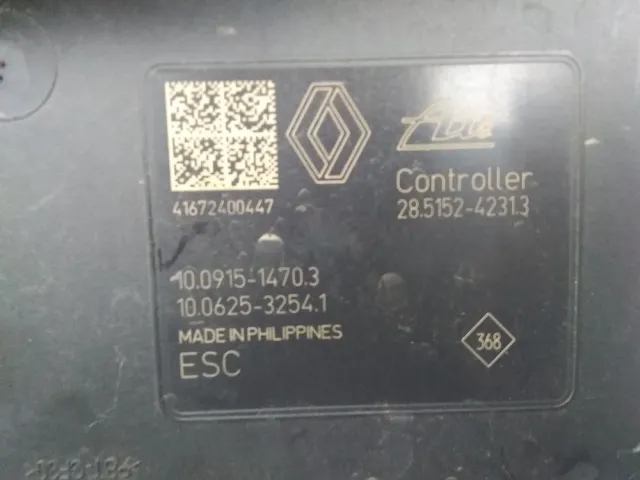 Ate
Controller
41672400447
28.5152-4231.3
10.0915-1470.3
10.0625-3254.1
MADE IN PHILIPPINES
ESC
368